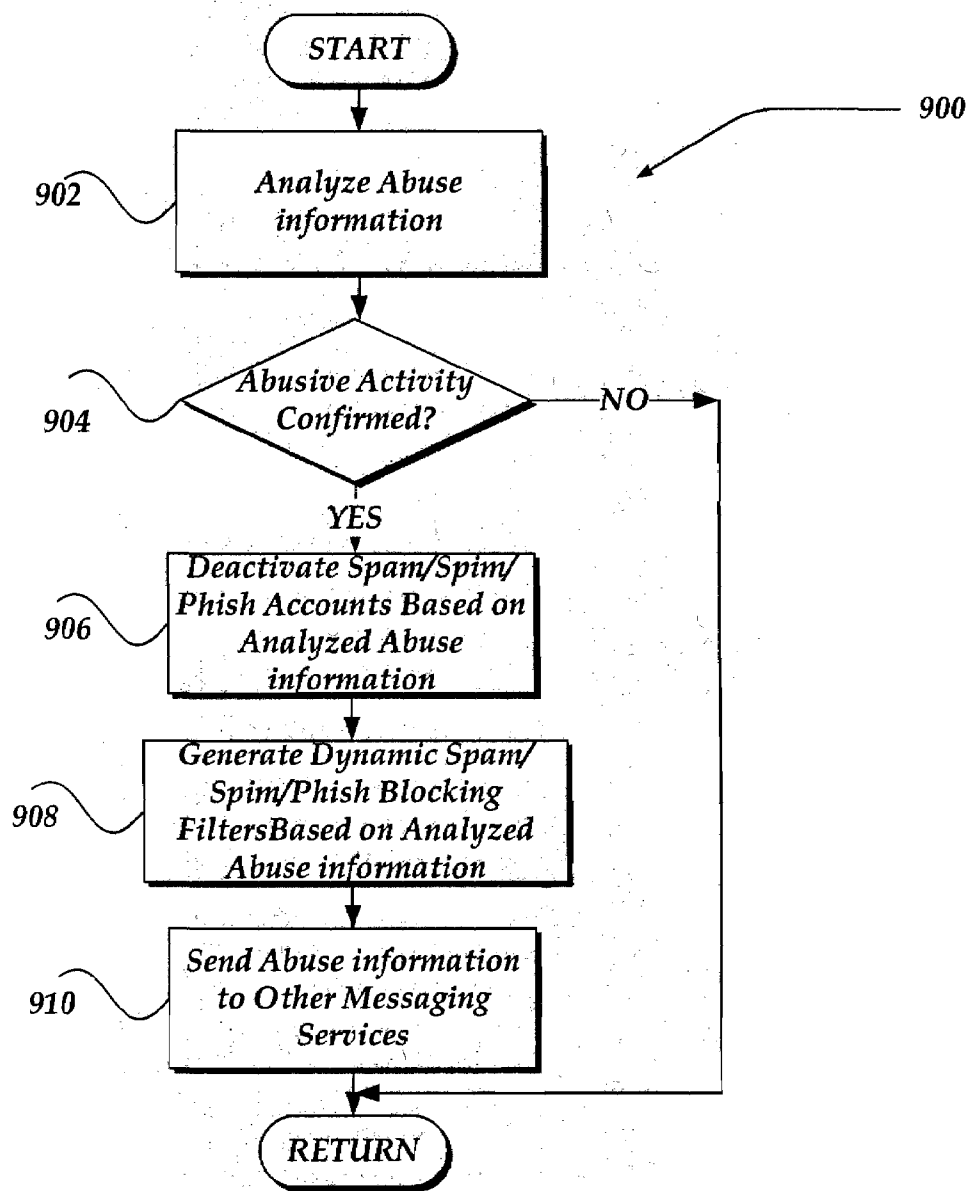 START
900
902
Analyze Abuse
information
904
Abusive Activity
Confirmed?
NO
YES
906
Deactivate Spam/Spim/
Phish Accounts Based on
Analyzed Abuse
information
908
Generate Dynamic Spam/
Spim/Phish Blocking
FiltersBased on Analyzed
Abuse information
910
Send Abuse information
to Other Messaging
Services
RETURN